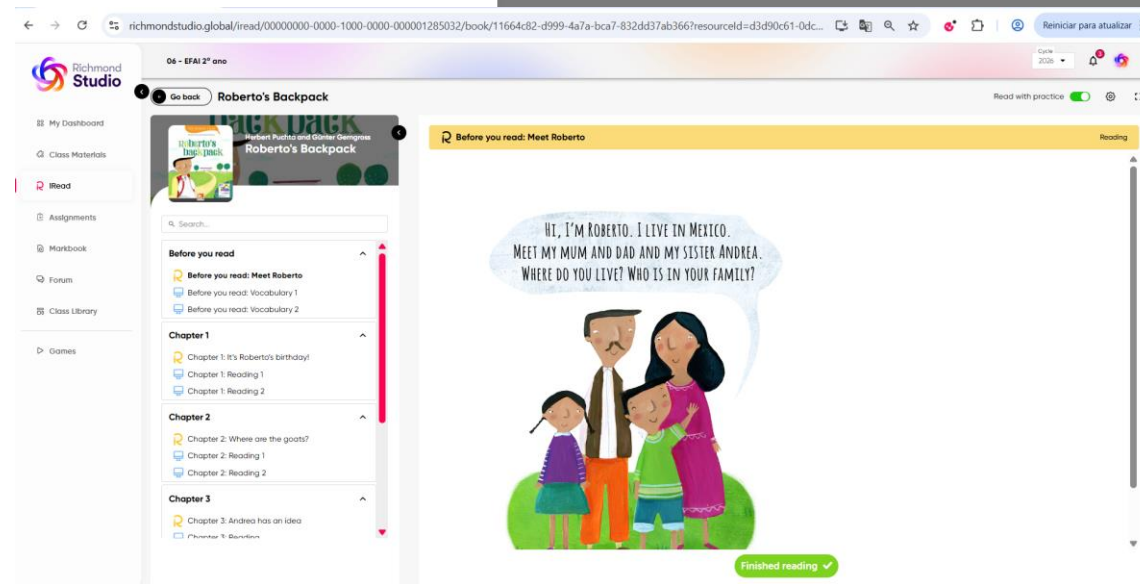 richmondstudio.global/iread/00000000-0000-1000-0000-000001285032/book/11664c82-d999-4a7a-bca7-832dd37ab366?resourceId=d3d90c61-0dc...
Reiniciar para atualizar
Richmond
Studio
06 - EFAI 2º ano
Cycle
2026
3
Go back
Roberto's Backpack
Read with practice
My Dashboard
Class Materials
IRead
Assignments
Markbook
Forum
Class Library
Games
Herbert Puchta and Günter Gerngross
Roberto's Backpack
Roberto's
backpack
Search...
Before you read
Before you read: Meet Roberto
Before you read: Vocabulary 1
Before you read: Vocabulary 2
Chapter 1
Chapter 1: It's Roberto's birthday!
Chapter 1: Reading 1
Chapter 1: Reading 2
Chapter 2
Chapter 2: Where are the goats?
Chapter 2: Reading 1
Chapter 2: Reading 2
Chapter 3
Chapter 3: Andrea has an idea
Chapter 3: Reading
Before you read: Meet Roberto
Reading
HI, I'M ROBERTO. I LIVE IN MEXICO.
MEET MY MUM AND DAD AND MY SISTER ANDREA.
WHERE DO YOU LIVE? WHO IS IN YOUR FAMILY?
Finished reading